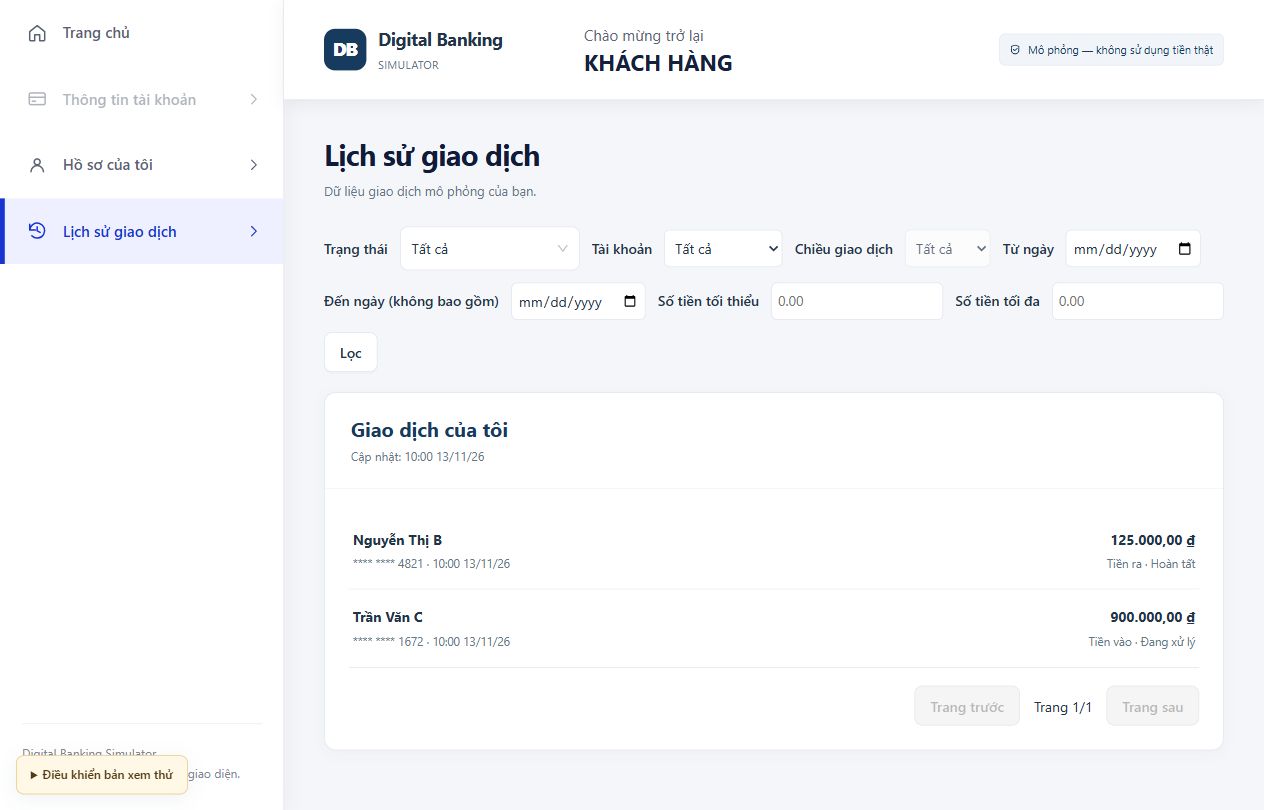 Trang chủ
Thông tin tài khoản
Hồ sơ của tôi
Lịch sử giao dịch
Digital Banking Simulator
giao diện.
Điều khiển bản xem thử
DB
Digital Banking
SIMULATOR
Chào mừng trở lại
KHÁCH HÀNG
Mô phỏng — không sử dụng tiền thật
Lịch sử giao dịch
Dữ liệu giao dịch mô phỏng của bạn.
Trạng thái Tất cả Tài khoản Tất cả Chiều giao dịch Tất cả Từ ngày mm/dd/yyyy
Đến ngày (không bao gồm) mm/dd/yyyy Số tiền tối thiểu 0.00 Số tiền tối đa 0.00
Lọc
Giao dịch của tôi
Cập nhật: 10:00 13/11/26
Nguyễn Thị B 125.000,00 ₫
**** **** 4821 · 10:00 13/11/26 Tiền ra · Hoàn tất
Trần Văn C 900.000,00 ₫
**** **** 1672 · 10:00 13/11/26 Tiền vào · Đang xử lý
Trang trước Trang 1/1 Trang sau